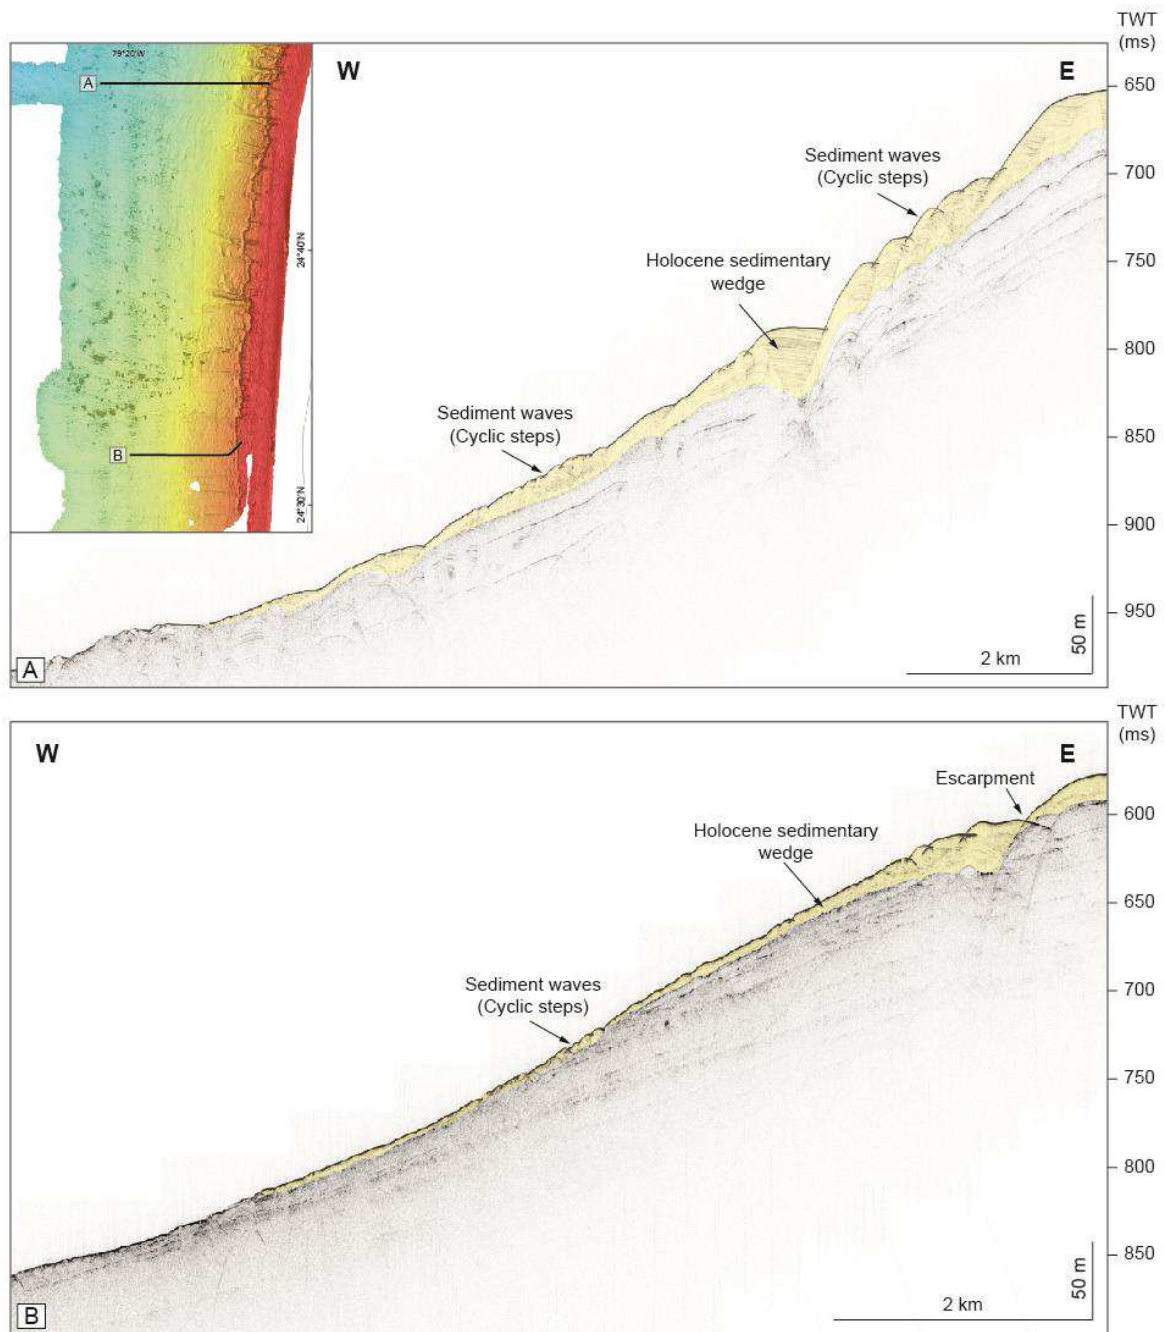 TWT
(ms)
79°20'W
A
W
E
650
Sediment waves
(Cyclic steps)
700
24°40'N
Holocene sedimentary
wedge
750
800
Sediment waves
(Cyclic steps)
850
B
24°30'N
900
950
50 m
2 km
A
TWT
(ms)
W
E
Escarpment
600
Holocene sedimentary
wedge
650
Sediment waves
(Cyclic steps)
700
750
800
850
50 m
2 km
B